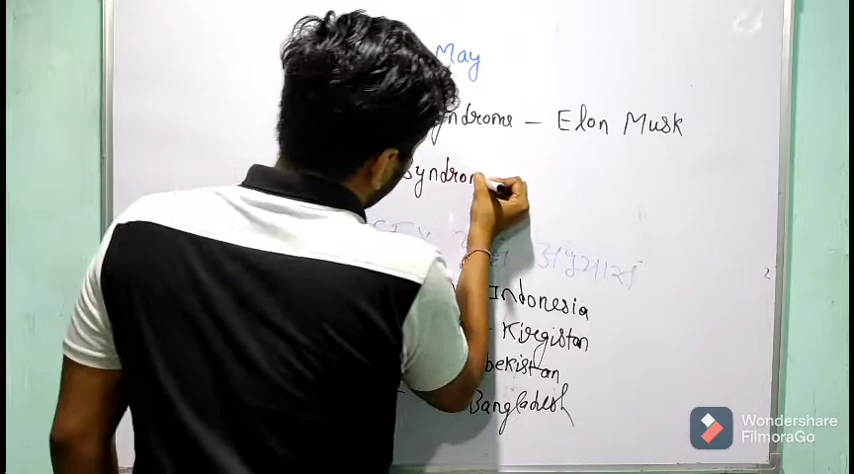 May
yndrome - Elon Musk
Syndrom
Indonesia
- Kirgistan
bekistan
- Bangladesh
Wondershare
FilmoraGo